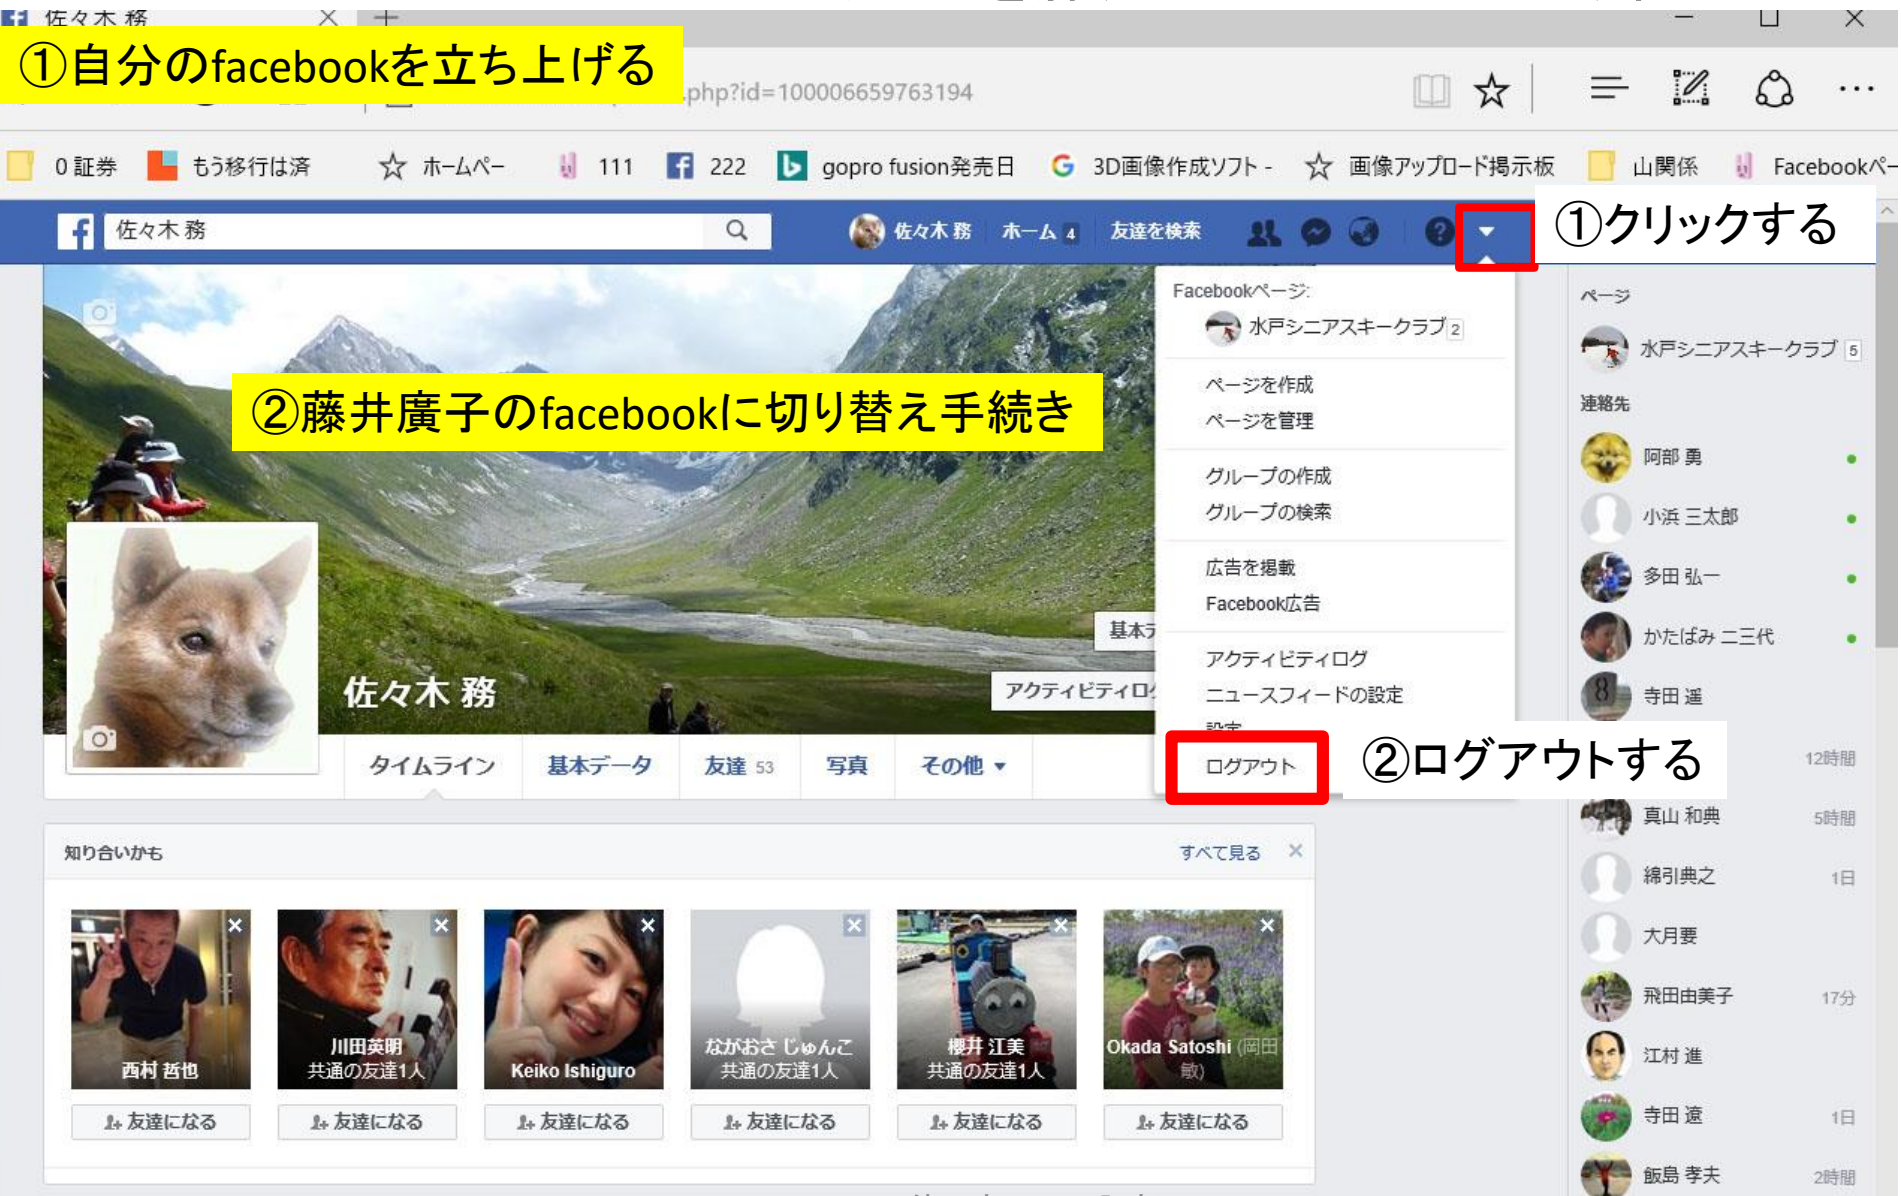 佐々木 務
①自分のfacebookを立ち上げる
.php?id=100006659763194
0 証券
もう移行は済
ホームペー
111
222
gopro fusion発売日
3D画像作成ソフト -
画像アップロード掲示板
山関係
Facebookペー
佐々木 務
佐々木 務
ホーム 4
友達を検索
①クリックする
Facebookページ:
水戸シニアスキークラブ 2
ページを作成
ページを管理
グループの作成
グループの検索
広告を掲載
Facebook広告
アクティビティログ
ニュースフィードの設定
設定
ログアウト
②ログアウトする
②藤井廣子のfacebookに切り替え手続き
基本デ
アクティビティログ
佐々木 務
タイムライン
基本データ
友達 53
写真
その他
知り合いかも
すべて見る
西村 哲也
友達になる
川田英明
共通の友達1人
友達になる
Keiko Ishiguro
友達になる
ながおさ じゅんこ
共通の友達1人
友達になる
櫻井 江美
共通の友達1人
友達になる
Okada Satoshi (岡田
敏)
友達になる
ページ
水戸シニアスキークラブ 5
連絡先
阿部 勇
小浜 三太郎
多田 弘一
かたばみ 二三代
寺田 遥
12時間
真山 和典
5時間
綿引典之
1日
大月要
飛田由美子
17分
江村 進
寺田 遼
1日
飯島 孝夫
2時間